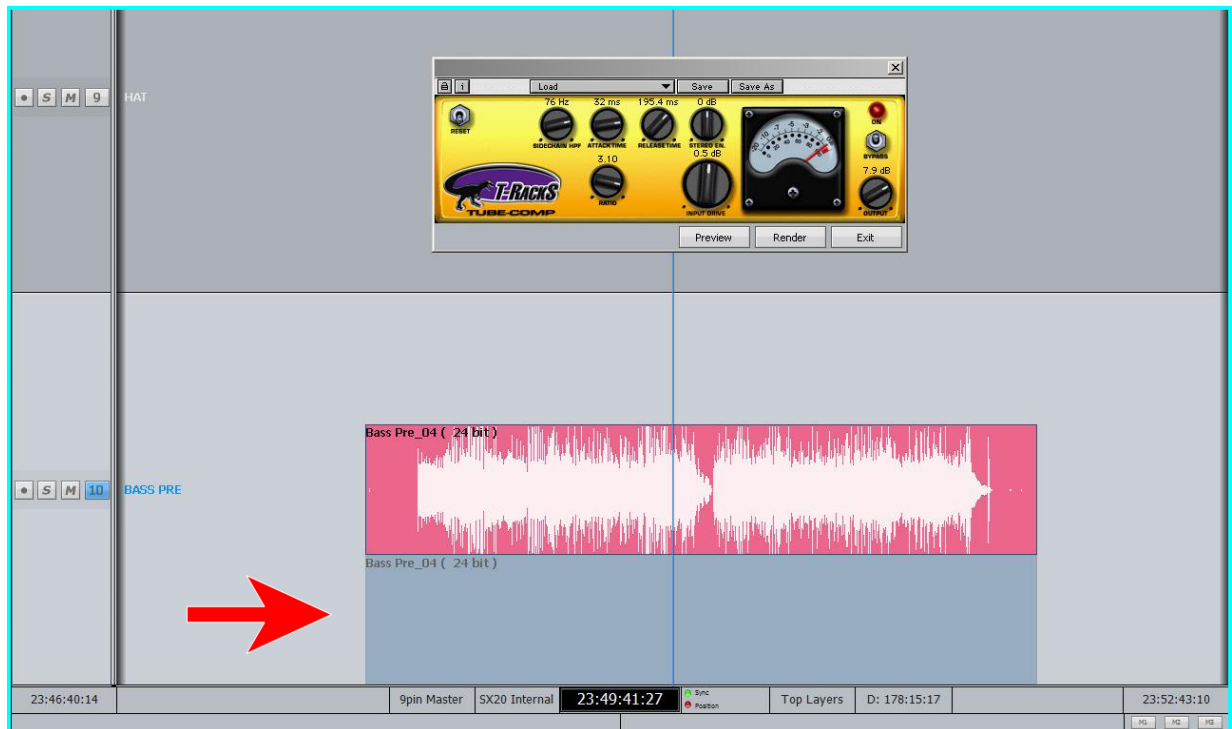 i Load Save Save As
76 Hz 32 ms 195.4 ms 0 dB
RESET ON
SIDECHAIN HPF ATTACK TIME RELEASE TIME STEREO EN.
3.10 0.5 dB
BYPASS
7.9 dB
T-RackS
RATIO
TUBE-COMP INPUT DRIVE OUTPUT
Preview Render Exit
S M 9 HAT
Bass Pre_04 ( 24 bit )
S M 10 BASS PRE
Bass Pre_04 ( 24 bit )
23:46:40:14 9pin Master SX20 Internal 23:49:41:27 Sync Position Top Layers D: 178:15:17 23:52:43:10
M1 M2 M3